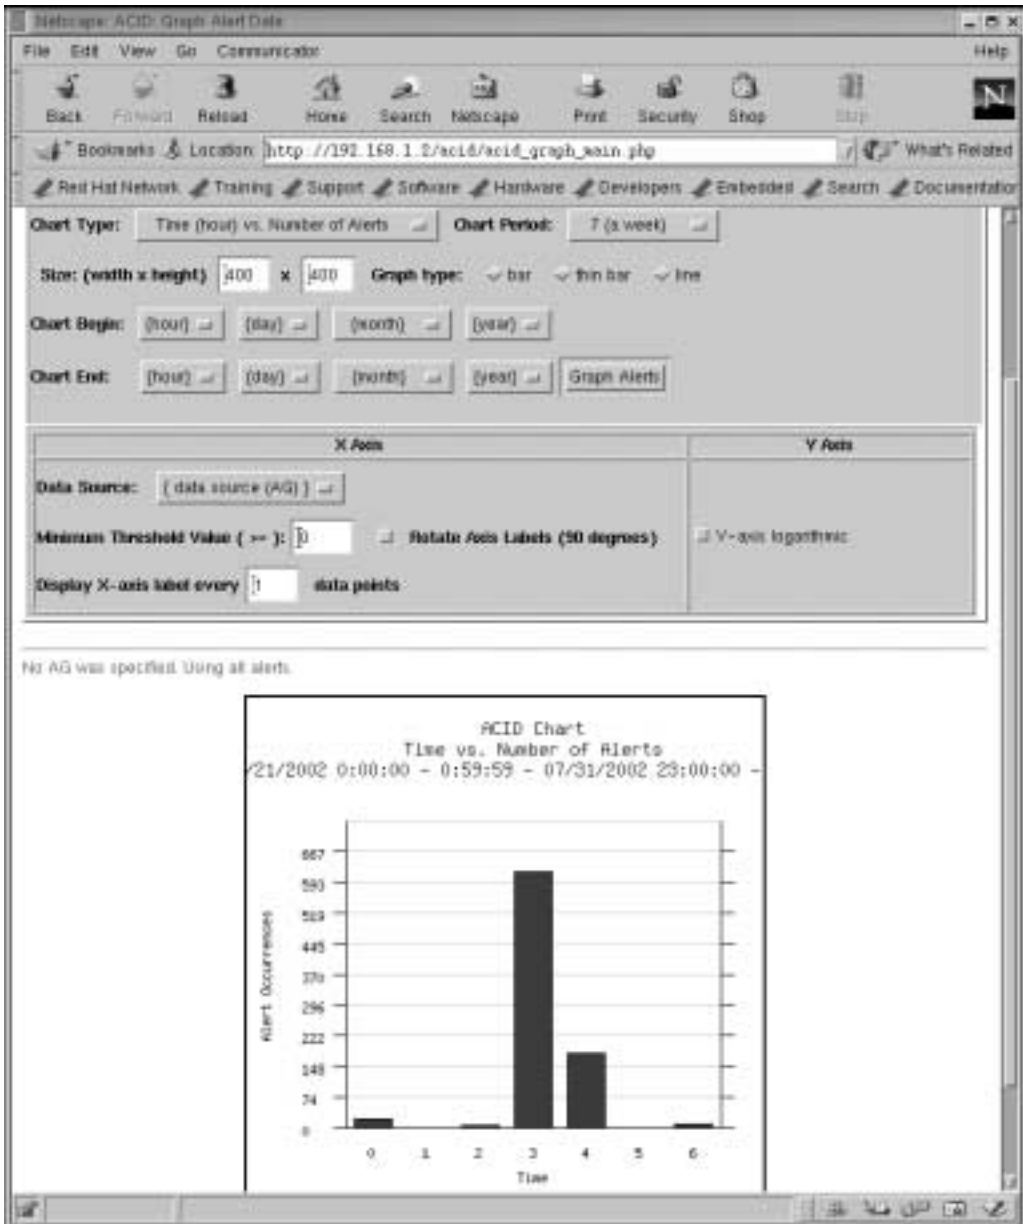 Netscape: ACID: Graph Alert Data
File Edit View Go Communicator Help
Back Forward Reload Home Search Netscape Print Security Shop Stop
N
Bookmarks Location: http://192.168.1.2/acid/acid_graph_main.php What's Related
Red Hat Network Training Support Software Hardware Developers Embedded Search Documentation
Chart Type: Time (hour) vs. Number of Alerts Chart Period: 7 (a week)
Size: (width x height) 400 x 400 Graph type: bar thin bar line
Chart Begin: {hour} {day} {month} {year}
Chart End: {hour} {day} {month} {year} Graph Alerts
X Axis Y Axis
Data Source: { data source (AG) }
Minimum Threshold Value ( >= ): 0 Rotate Axis Labels (90 degrees) Y-axis logarithmic
Display X-axis label every 1 data points
No AG was specified. Using all alerts.
ACID Chart
Time vs. Number of Alerts
/21/2002 0:00:00 - 0:59:59 - 07/31/2002 23:00:00 -
667
593
519
445
370
296
222
148
74
0
Alert Occurrences
0 1 2 3 4 5 6
Time